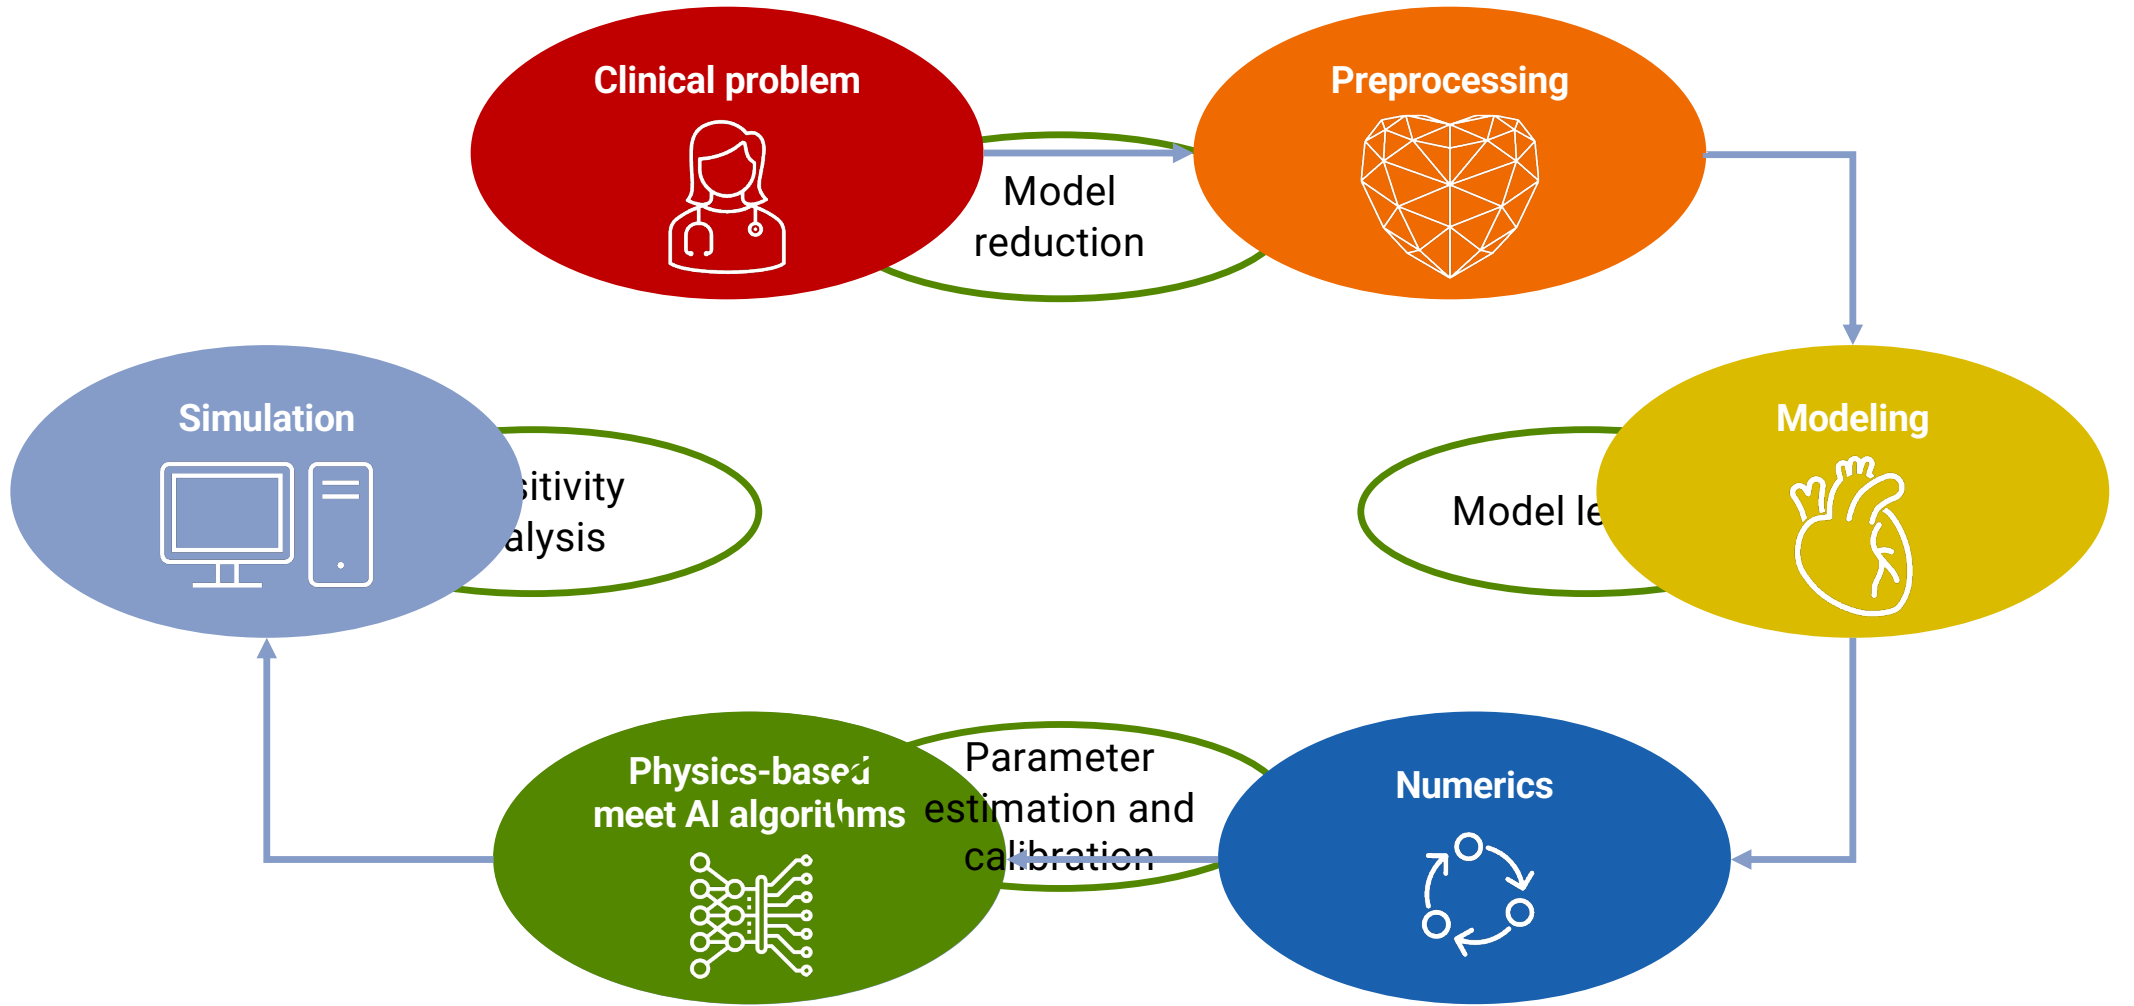 Clinical problem
Preprocessing
Model
reduction
Simulation
sitivity
alysis
Model le
Modeling
Physics-based
meet AI algorithms
Parameter
estimation and
calibration
Numerics